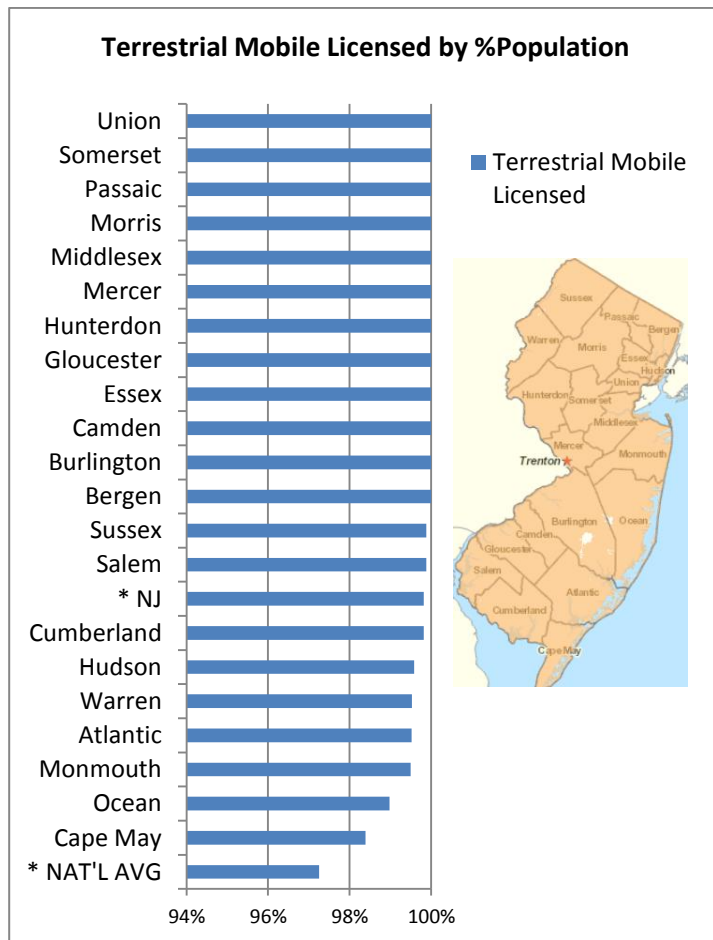 Terrestrial Mobile Licensed by %Population
Union
Somerset
Passaic
Morris
Middlesex
Mercer
Hunterdon
Gloucester
Essex
Camden
Burlington
Bergen
Sussex
Salem
* NJ
Cumberland
Hudson
Warren
Atlantic
Monmouth
Ocean
Cape May
* NAT'L AVG
94% 96% 98% 100%
Terrestrial Mobile
Licensed
Sussex
Passaic
Bergen
Warren
Morris
Essex
Hudson
Union
Hunterdon
Somerset
Middlesex
Mercer
Monmouth
Trenton
Ocean
Burlington
Camden
Gloucester
Salem
Atlantic
Cumberland
Cape May